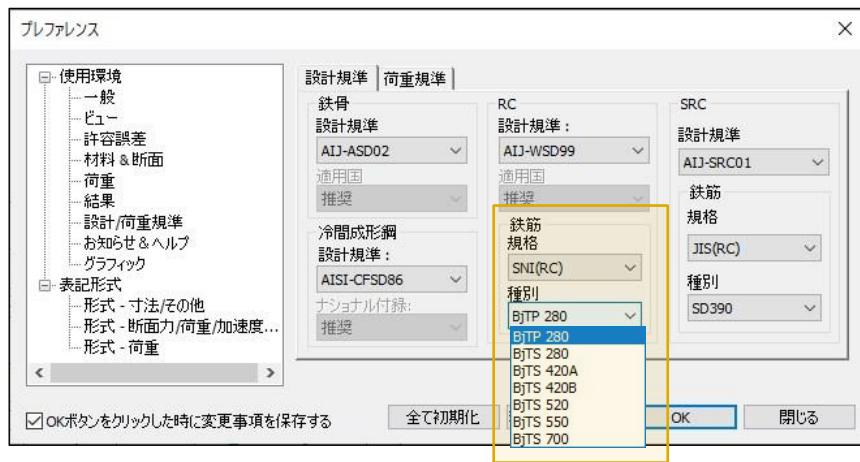 プレファレンス
使用環境
一般
ビュー
許容誤差
材料 & 断面
荷重
結果
設計/荷重規準
お知らせ & ヘルプ
グラフィック
表記形式
形式 - 寸法/その他
形式 - 断面力/荷重/加速度...
形式 - 荷重
設計規準
荷重規準
鉄骨
設計規準
AIJ-ASD02
適用国
推奨
冷間成形鋼
設計規準 :
AISI-CFSD86
ナショナル付録:
推奨
RC
設計規準 :
AIJ-WSD99
適用国
推奨
鉄筋
規格
SNI(RC)
種別
BjTP 280
BjTP 280
BjTS 280
BjTS 420A
BjTS 420B
BjTS 520
BjTS 550
BjTS 700
SRC
設計規準
AIJ-SRC01
鉄筋
規格
JIS(RC)
種別
SD390
OKボタンをクリックした時に変更事項を保存する
全て初期化
OK
閉じる